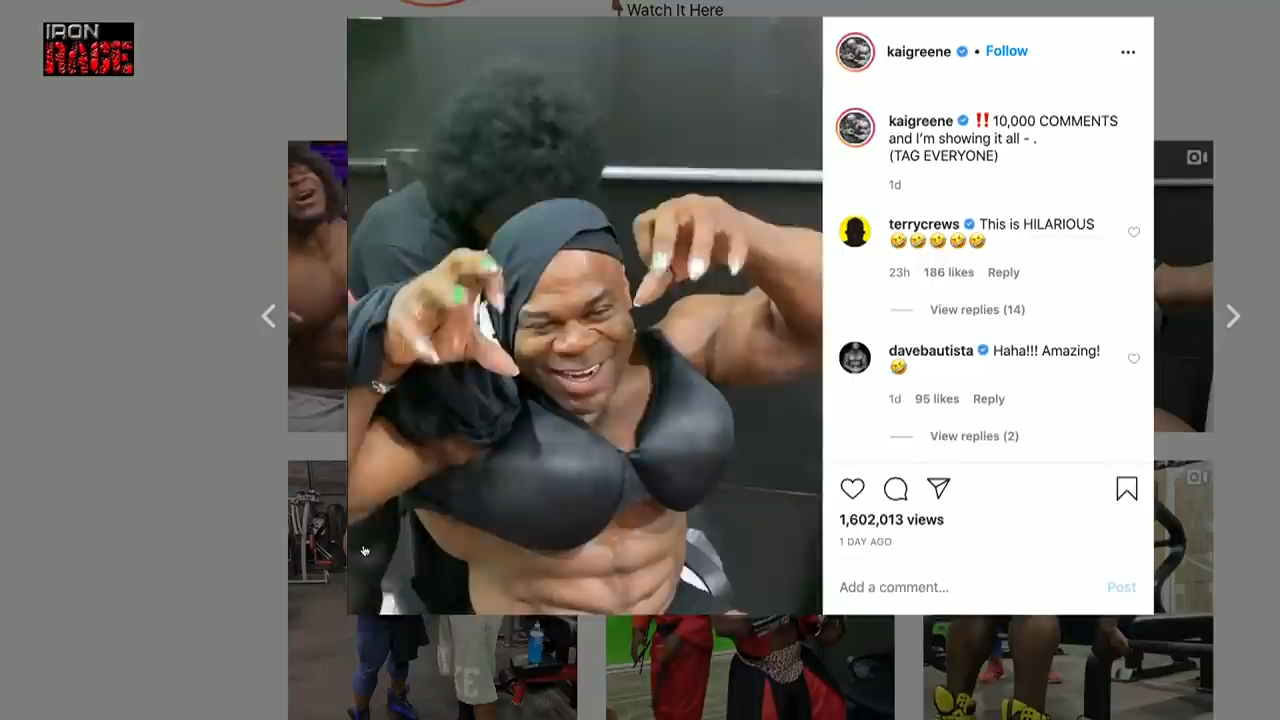 Watch It Here
IRON
RAGE
kaigreene • Follow
kaigreene ‼️ 10,000 COMMENTS
and I'm showing it all - .
(TAG EVERYONE)
1d
terrycrews This is HILARIOUS
🤣🤣🤣🤣🤣
23h 186 likes Reply
View replies (14)
davebautista Haha!!! Amazing!
🤣
1d 95 likes Reply
View replies (2)
1,602,013 views
1 DAY AGO
Add a comment... Post